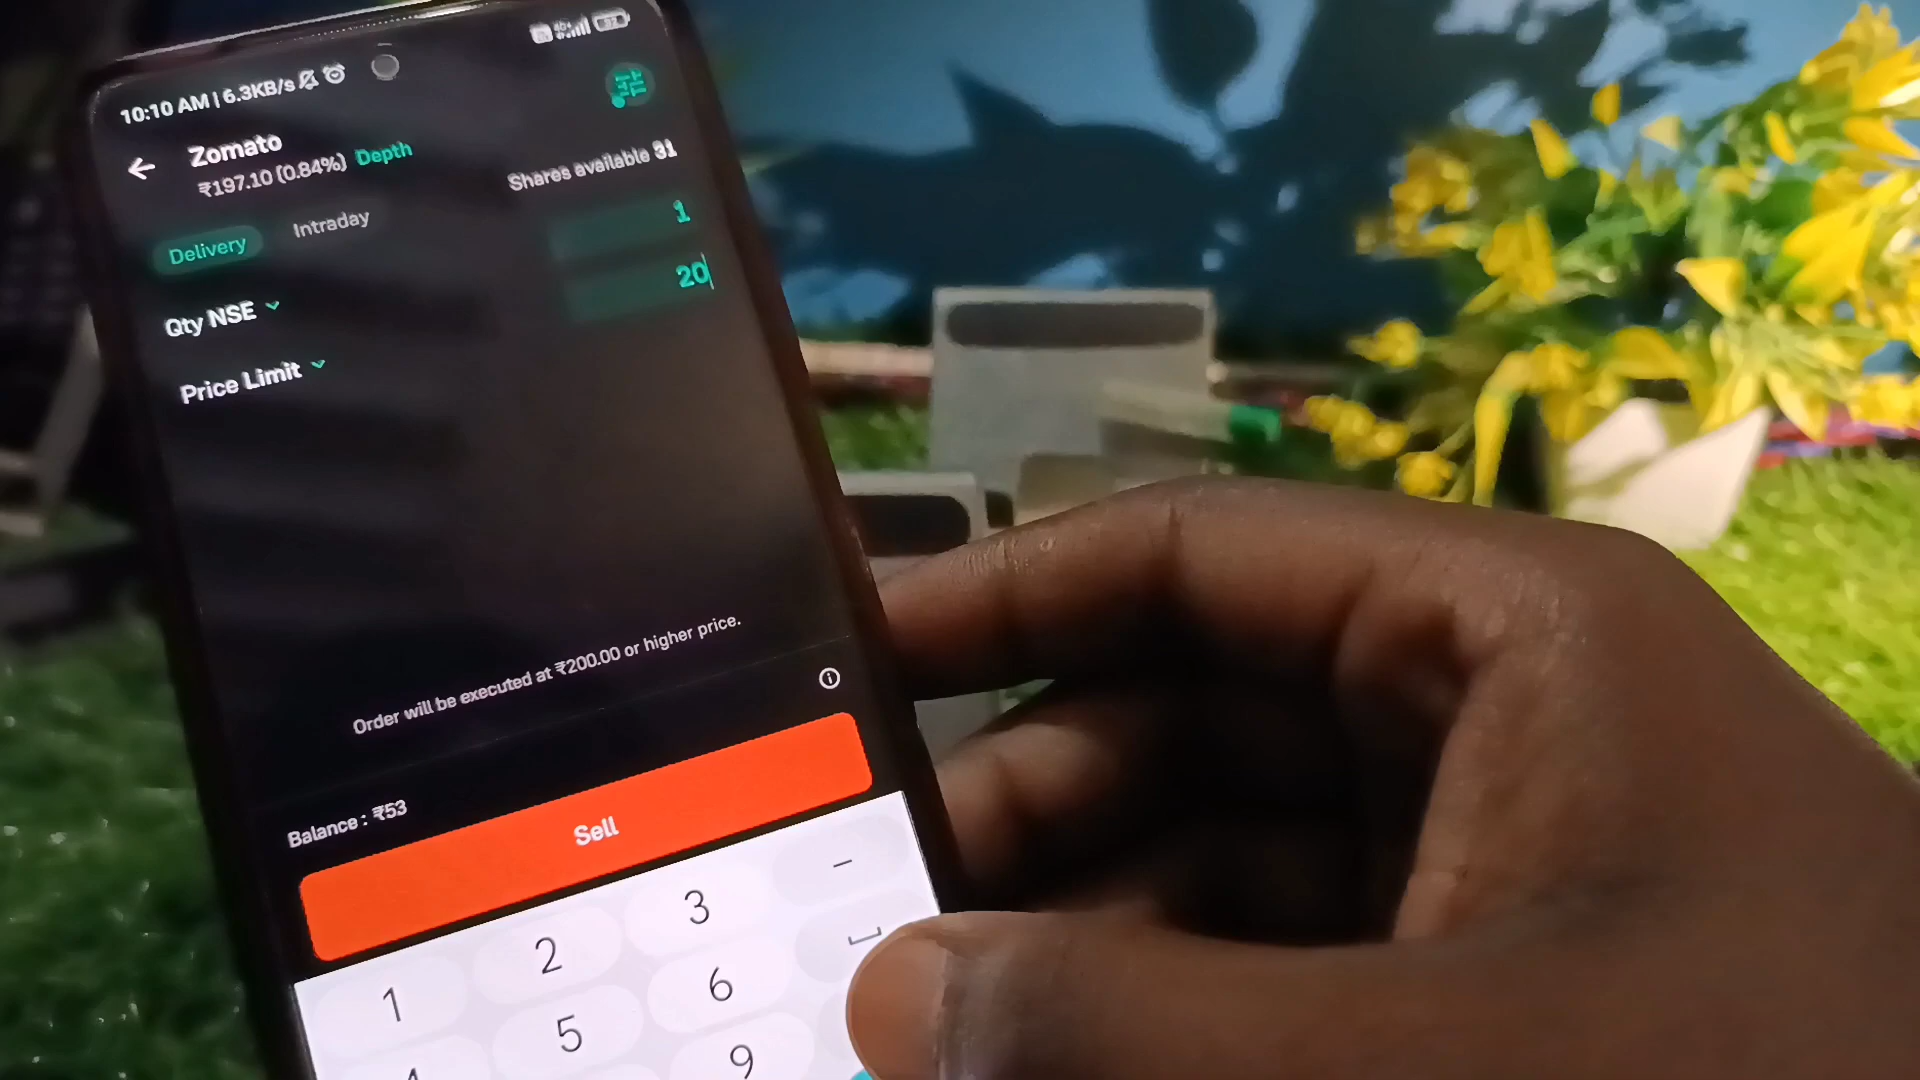 10:10 AM | 6.3KB/s
Zomato
₹197.10 (0.84%) Depth
Shares available 31
Delivery Intraday
Qty NSE 1
Price Limit 20
Order will be executed at ₹200.00 or higher price.
Balance : ₹53
Sell
1 2 3 -
5 6
9